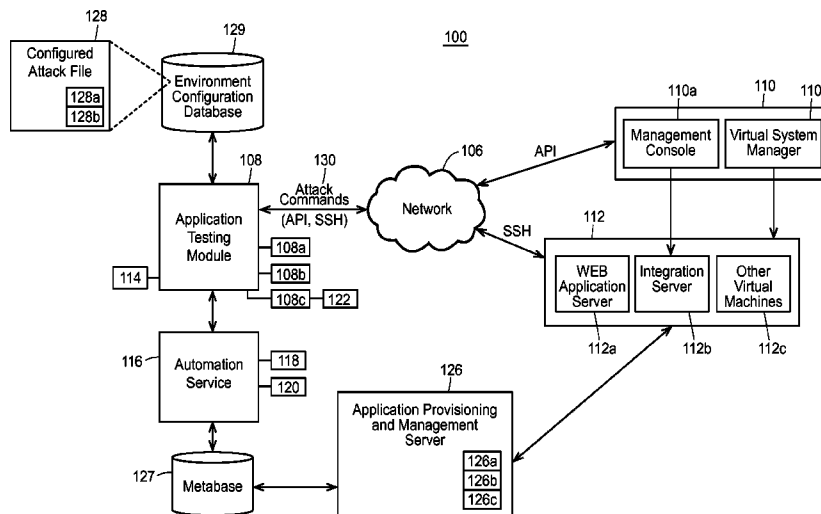 128
129
100
Configured
Attack File
128a
128b
Environment
Configuration
Database
110a
110
110
Management
Console
Virtual System
Manager
API
108
130
106
Attack
Commands
(API, SSH)
Network
Application
Testing
Module
108a
108b
108c
122
114
SSH
112
WEB
Application
Server
Integration
Server
Other
Virtual
Machines
112a
112b
112c
116
Automation
Service
118
120
126
Application Provisioning
and Management
Server
126a
126b
126c
127
Metabase